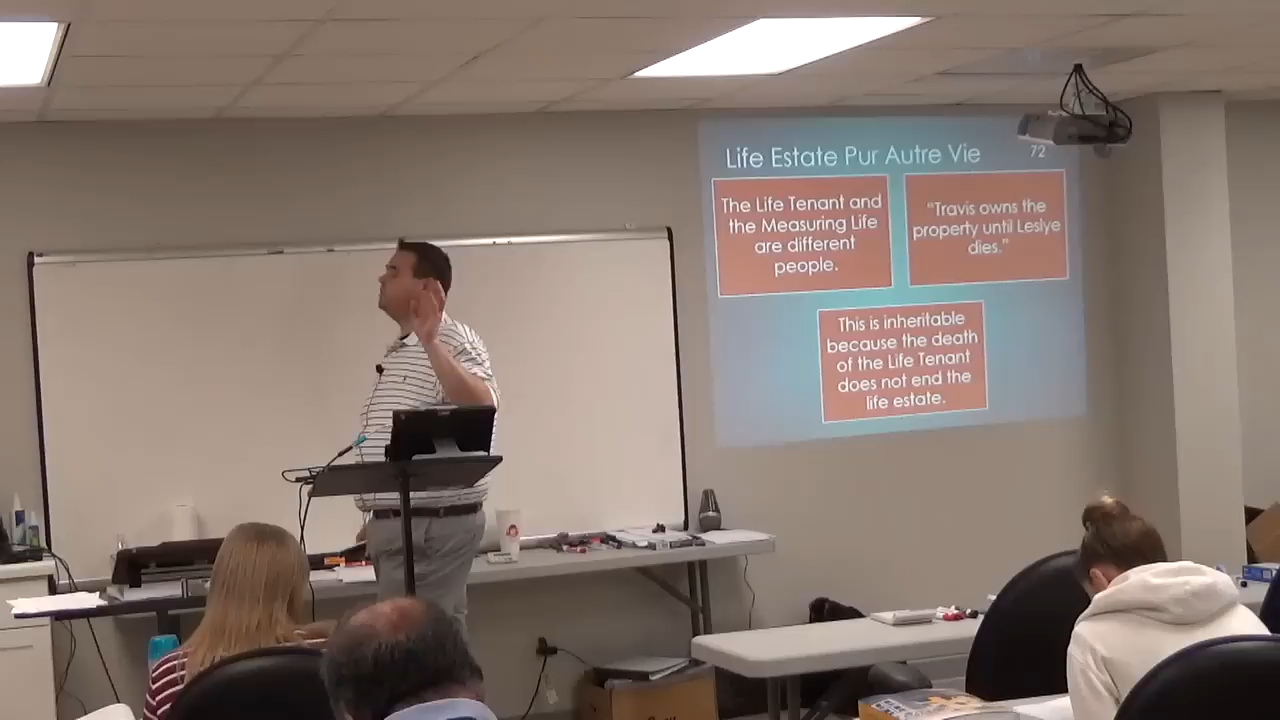 Life Estate Pur Autre Vie
72
The Life Tenant and
the Measuring Life
are different
people.
“Travis owns the
property until Leslye
dies.”
This is inheritable
because the death
of the Life Tenant
does not end the
life estate.